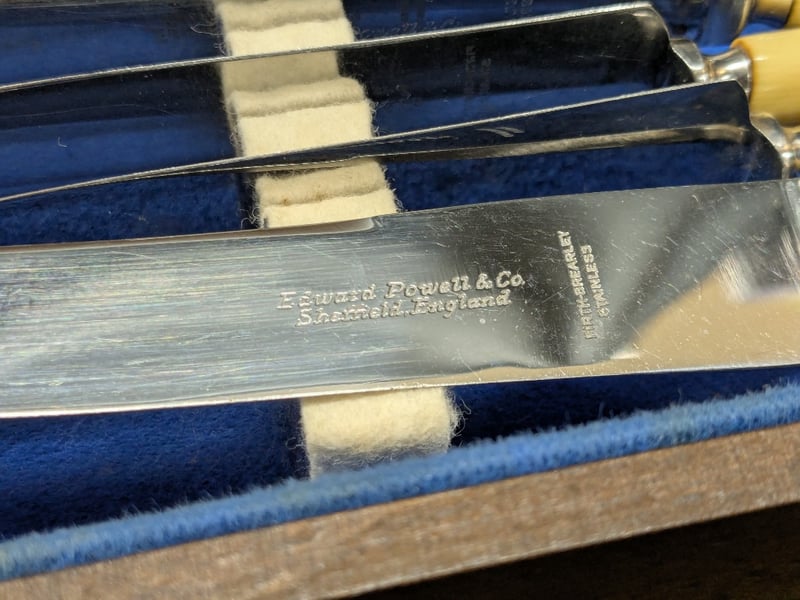 Edward Powell & Co.
Sheffield, England
FIRTH-BREARLEY
STAINLESS